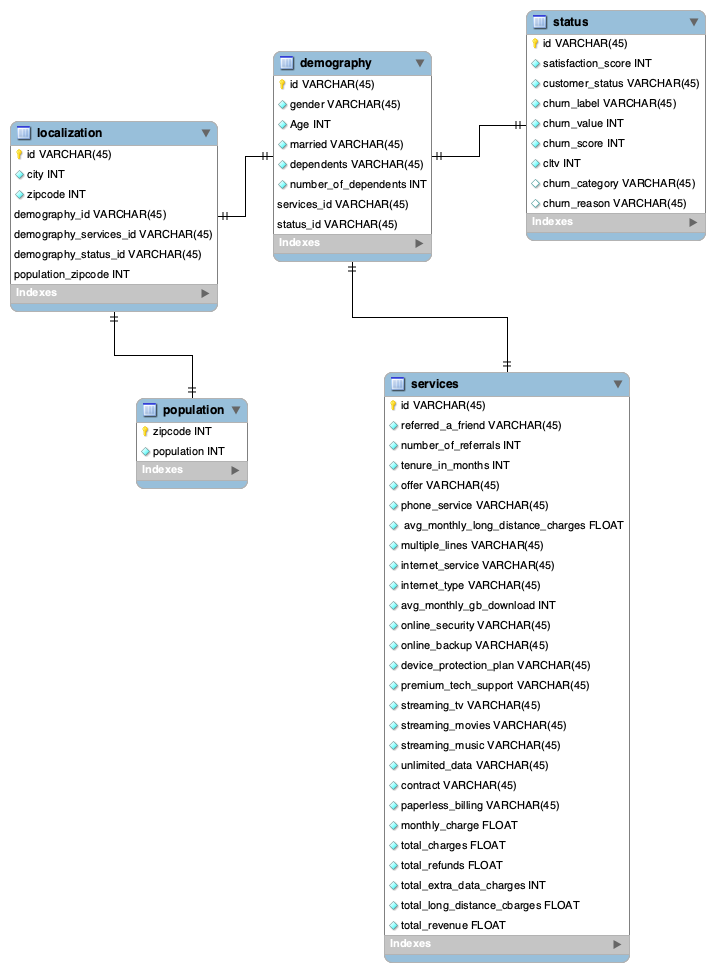 localization
id VARCHAR(45)
city INT
zipcode INT
demography_id VARCHAR(45)
demography_services_id VARCHAR(45)
demography_status_id VARCHAR(45)
population_zipcode INT
Indexes
demography
id VARCHAR(45)
gender VARCHAR(45)
Age INT
married VARCHAR(45)
dependents VARCHAR(45)
number_of_dependents INT
services_id VARCHAR(45)
status_id VARCHAR(45)
Indexes
status
id VARCHAR(45)
satisfaction_score INT
customer_status VARCHAR(45)
churn_label VARCHAR(45)
churn_value INT
churn_score INT
cltv INT
churn_category VARCHAR(45)
churn_reason VARCHAR(45)
Indexes
population
zipcode INT
population INT
Indexes
services
id VARCHAR(45)
referred_a_friend VARCHAR(45)
number_of_referrals INT
tenure_in_months INT
offer VARCHAR(45)
phone_service VARCHAR(45)
avg_monthly_long_distance_charges FLOAT
multiple_lines VARCHAR(45)
internet_service VARCHAR(45)
internet_type VARCHAR(45)
avg_monthly_gb_download INT
online_security VARCHAR(45)
online_backup VARCHAR(45)
device_protection_plan VARCHAR(45)
premium_tech_support VARCHAR(45)
streaming_tv VARCHAR(45)
streaming_movies VARCHAR(45)
streaming_music VARCHAR(45)
unlimited_data VARCHAR(45)
contract VARCHAR(45)
paperless_billing VARCHAR(45)
monthly_charge FLOAT
total_charges FLOAT
total_refunds FLOAT
total_extra_data_charges INT
total_long_distance_cbarges FLOAT
total_revenue FLOAT
Indexes